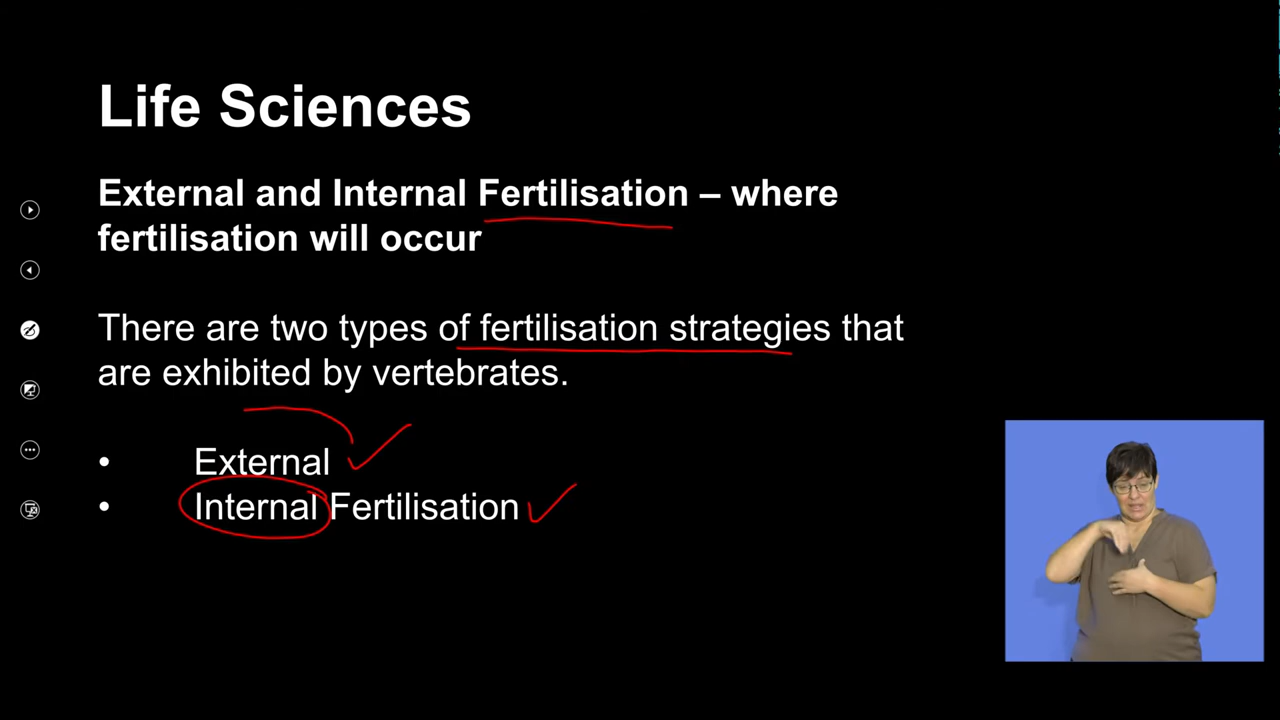 Life Sciences
External and Internal Fertilisation – where
fertilisation will occur
There are two types of fertilisation strategies that
are exhibited by vertebrates.
• External
• Internal Fertilisation